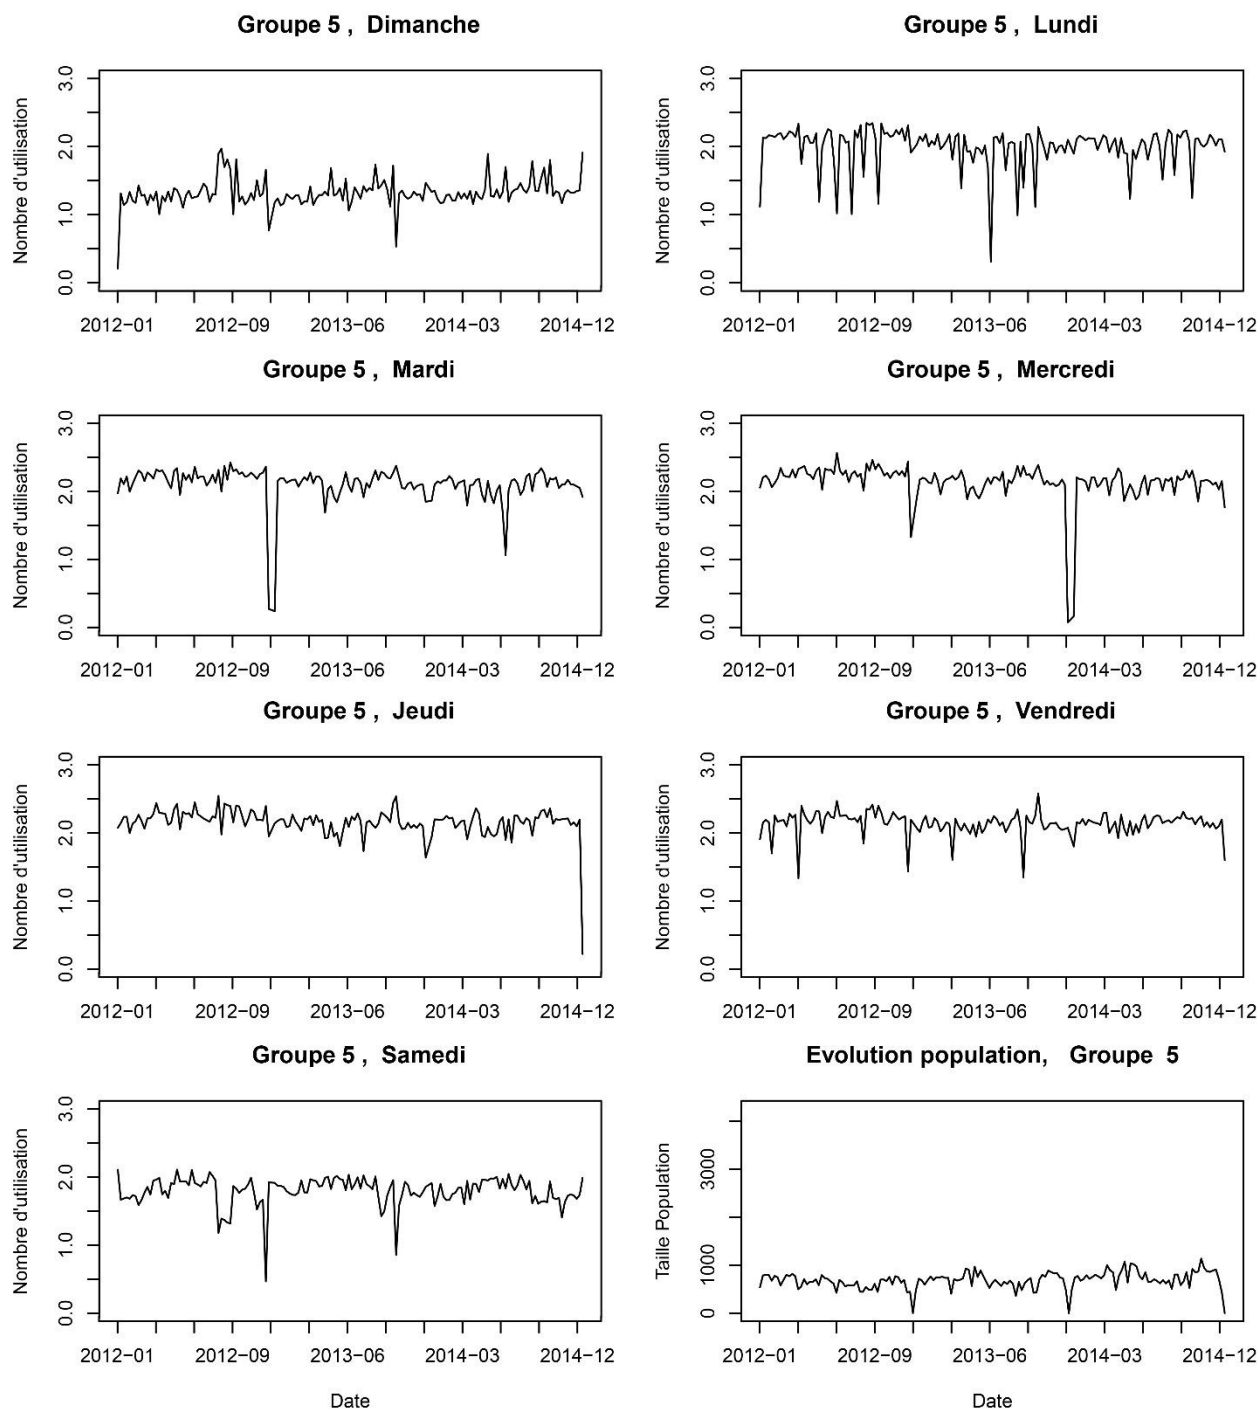 Groupe 5 , Dimanche
Nombre d'utilisation
3.0
2.0
1.0
0.0
2012−01 2012−09 2013−06 2014−03 2014−12
Groupe 5 , Lundi
Nombre d'utilisation
3.0
2.0
1.0
0.0
2012−01 2012−09 2013−06 2014−03 2014−12
Groupe 5 , Mardi
Nombre d'utilisation
3.0
2.0
1.0
0.0
2012−01 2012−09 2013−06 2014−03 2014−12
Groupe 5 , Mercredi
Nombre d'utilisation
3.0
2.0
1.0
0.0
2012−01 2012−09 2013−06 2014−03 2014−12
Groupe 5 , Jeudi
Nombre d'utilisation
3.0
2.0
1.0
0.0
2012−01 2012−09 2013−06 2014−03 2014−12
Groupe 5 , Vendredi
Nombre d'utilisation
3.0
2.0
1.0
0.0
2012−01 2012−09 2013−06 2014−03 2014−12
Groupe 5 , Samedi
Nombre d'utilisation
3.0
2.0
1.0
0.0
2012−01 2012−09 2013−06 2014−03 2014−12
Date
Evolution population, Groupe 5
Taille Population
3000
1000
0
2012−01 2012−09 2013−06 2014−03 2014−12
Date